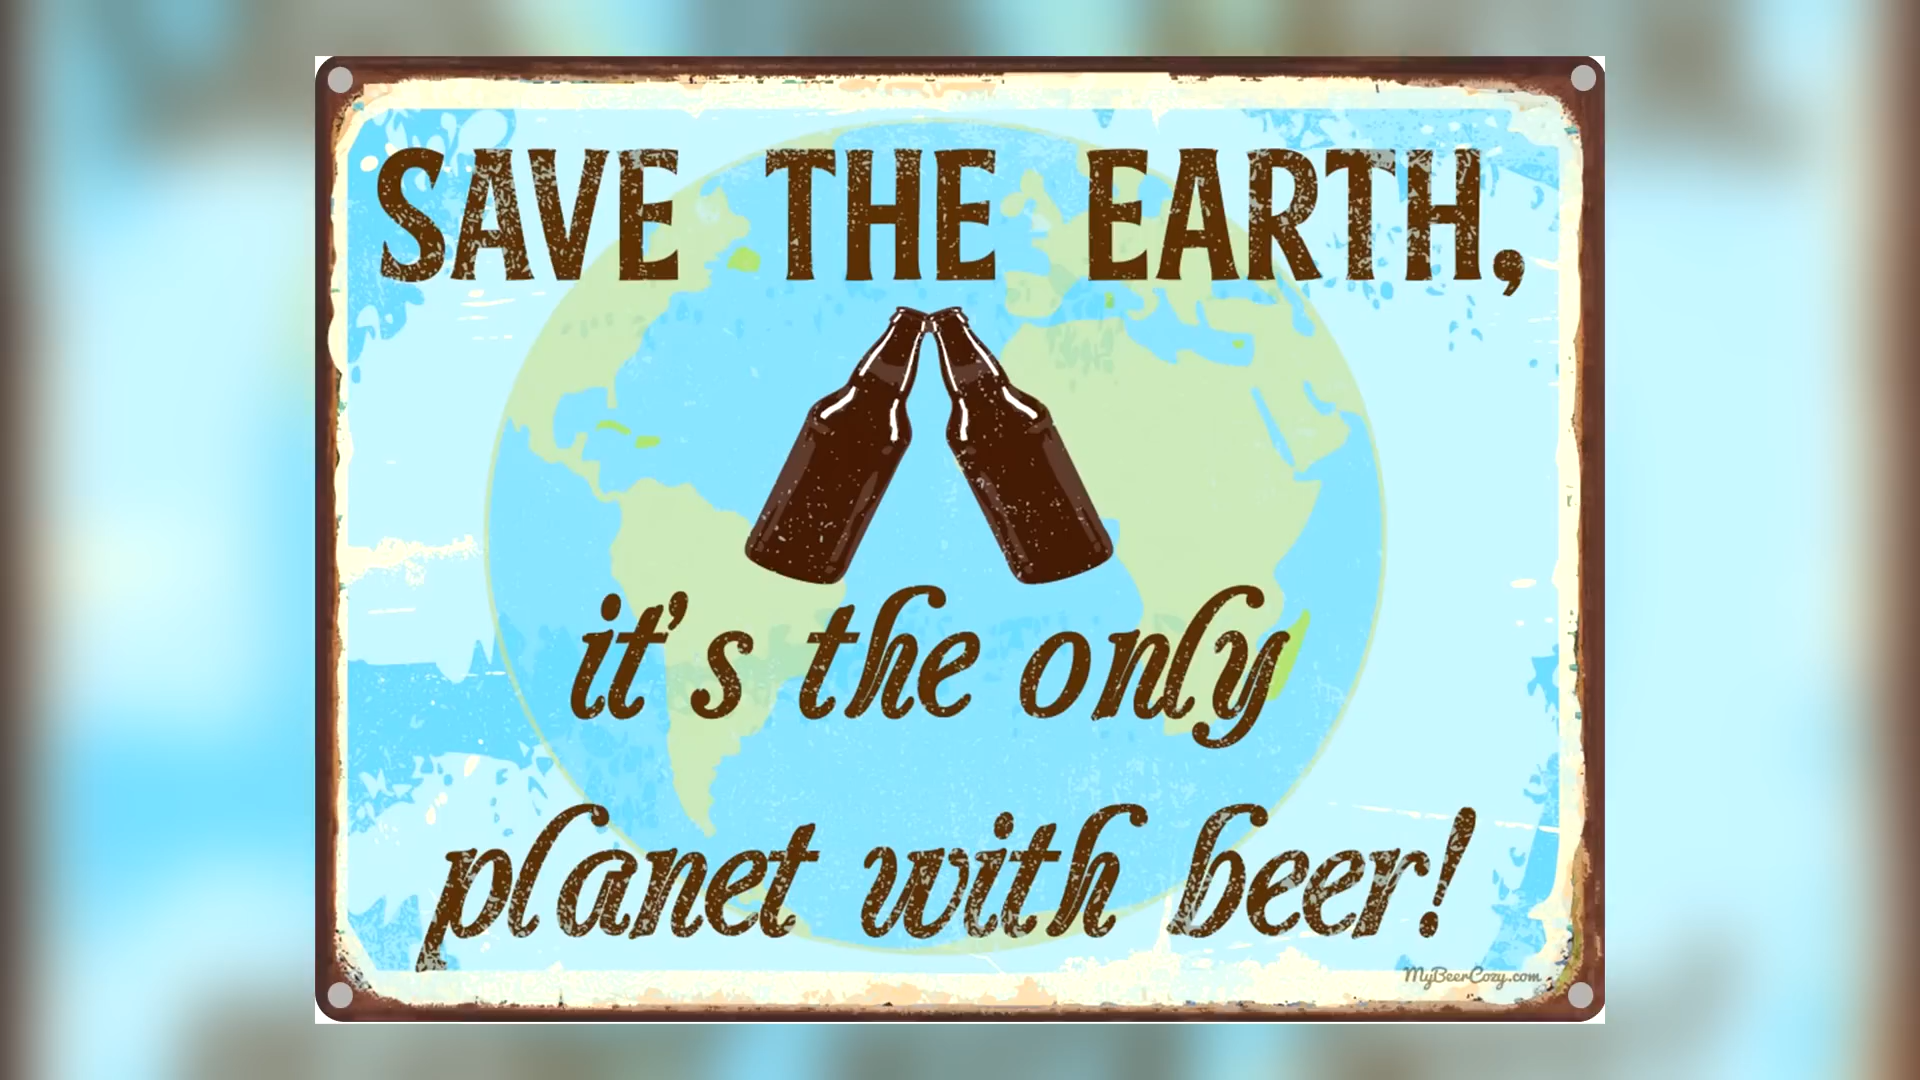 SAVE THE EARTH,
it's the only
planet with beer!
MyBeerCozy.com